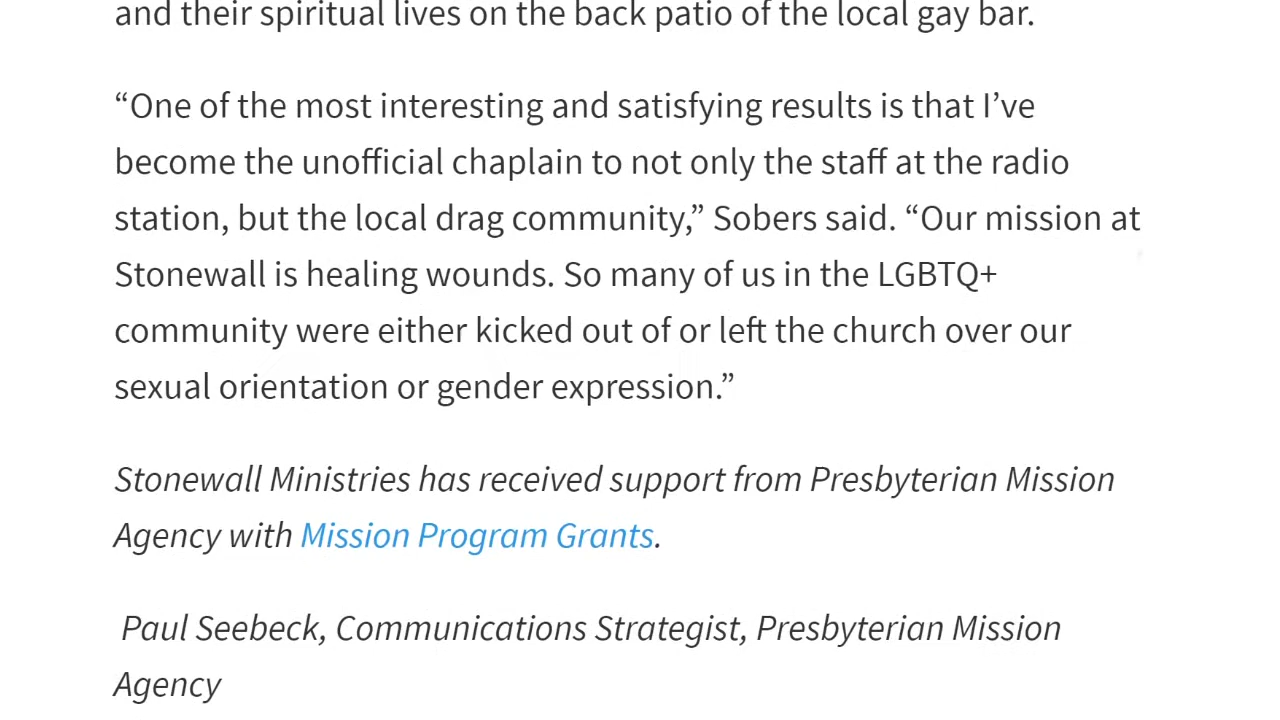 and their spiritual lives on the back patio of the local gay bar.
“One of the most interesting and satisfying results is that I’ve
become the unofficial chaplain to not only the staff at the radio
station, but the local drag community,” Sobers said. “Our mission at
Stonewall is healing wounds. So many of us in the LGBTQ+
community were either kicked out of or left the church over our
sexual orientation or gender expression.”
Stonewall Ministries has received support from Presbyterian Mission
Agency with Mission Program Grants.
Paul Seebeck, Communications Strategist, Presbyterian Mission
Agency